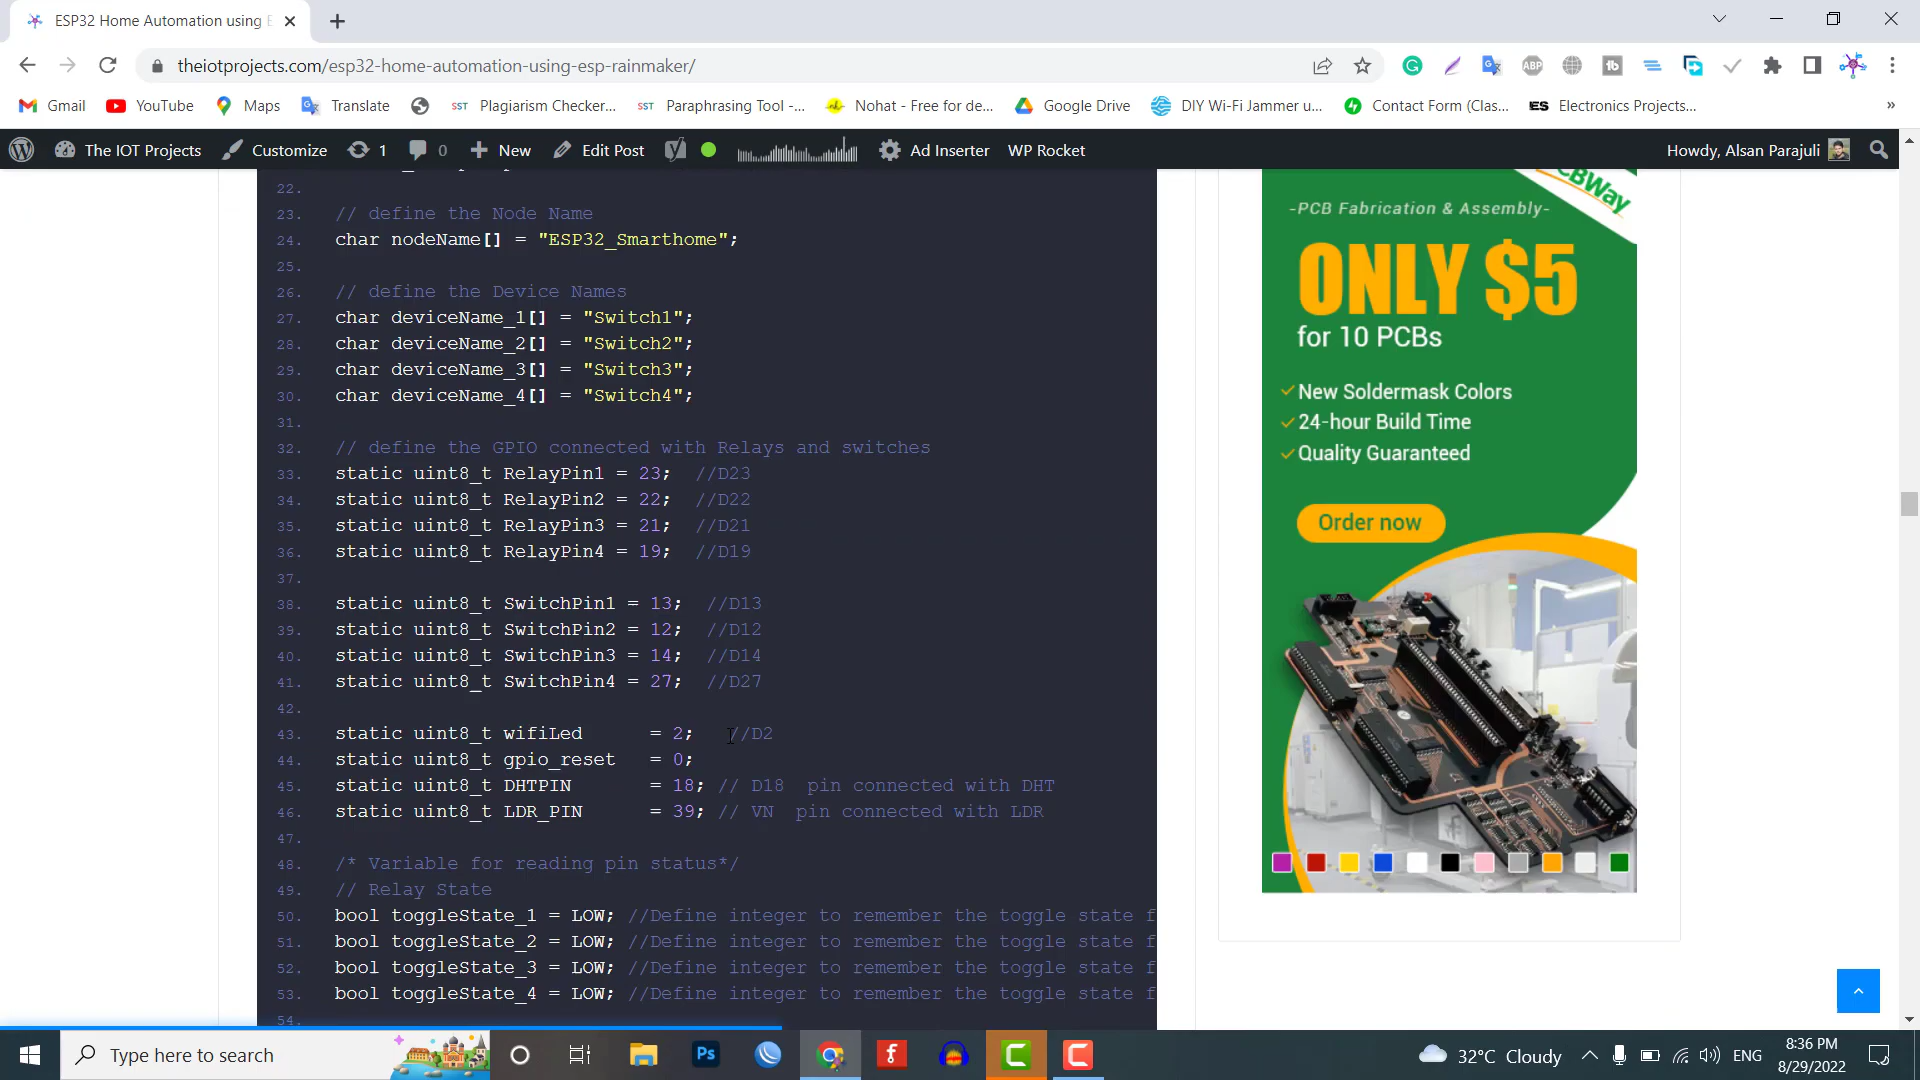 ESP32 Home Automation using E
theiotprojects.com/esp32-home-automation-using-esp-rainmaker/
Gmail YouTube Maps Translate Plagiarism Checker... Paraphrasing Tool -... Nohat - Free for de... Google Drive DIY Wi-Fi Jammer u... Contact Form (Clas... ES Electronics Projects... »
The IOT Projects Customize 1 0 New Edit Post Ad Inserter WP Rocket Howdy, Alsan Parajuli
22.
23. // define the Node Name
24. char nodeName[] = "ESP32_Smarthome";
25.
26. // define the Device Names
27. char deviceName_1[] = "Switch1";
28. char deviceName_2[] = "Switch2";
29. char deviceName_3[] = "Switch3";
30. char deviceName_4[] = "Switch4";
31.
32. // define the GPIO connected with Relays and switches
33. static uint8_t RelayPin1 = 23; //D23
34. static uint8_t RelayPin2 = 22; //D22
35. static uint8_t RelayPin3 = 21; //D21
36. static uint8_t RelayPin4 = 19; //D19
37.
38. static uint8_t SwitchPin1 = 13; //D13
39. static uint8_t SwitchPin2 = 12; //D12
40. static uint8_t SwitchPin3 = 14; //D14
41. static uint8_t SwitchPin4 = 27; //D27
42.
43. static uint8_t wifiLed = 2; //D2
44. static uint8_t gpio_reset = 0;
45. static uint8_t DHTPIN = 18; // D18 pin connected with DHT
46. static uint8_t LDR_PIN = 39; // VN pin connected with LDR
47.
48. /* Variable for reading pin status*/
49. // Relay State
50. bool toggleState_1 = LOW; //Define integer to remember the toggle state f
51. bool toggleState_2 = LOW; //Define integer to remember the toggle state f
52. bool toggleState_3 = LOW; //Define integer to remember the toggle state f
53. bool toggleState_4 = LOW; //Define integer to remember the toggle state f
54.
CBWay
-PCB Fabrication & Assembly-
ONLY $5
for 10 PCBs
New Soldermask Colors
24-hour Build Time
Quality Guaranteed
Order now
Type here to search
32°C Cloudy
ENG
8:36 PM
8/29/2022